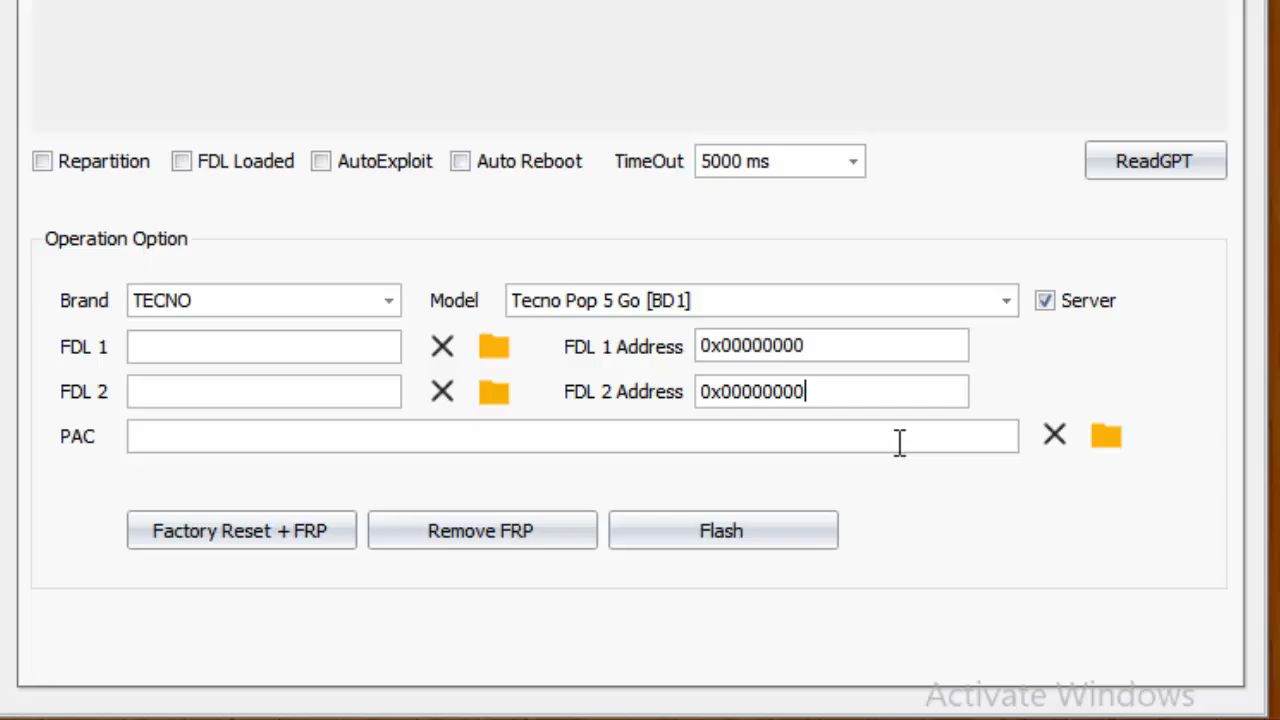 Repartition FDL Loaded AutoExploit Auto Reboot TimeOut 5000 ms ReadGPT
Operation Option
Brand TECNO Model Tecno Pop 5 Go [BD1] Server
FDL 1 FDL 1 Address 0x00000000
FDL 2 FDL 2 Address 0x00000000
PAC
Factory Reset + FRP Remove FRP Flash
Activate Windows